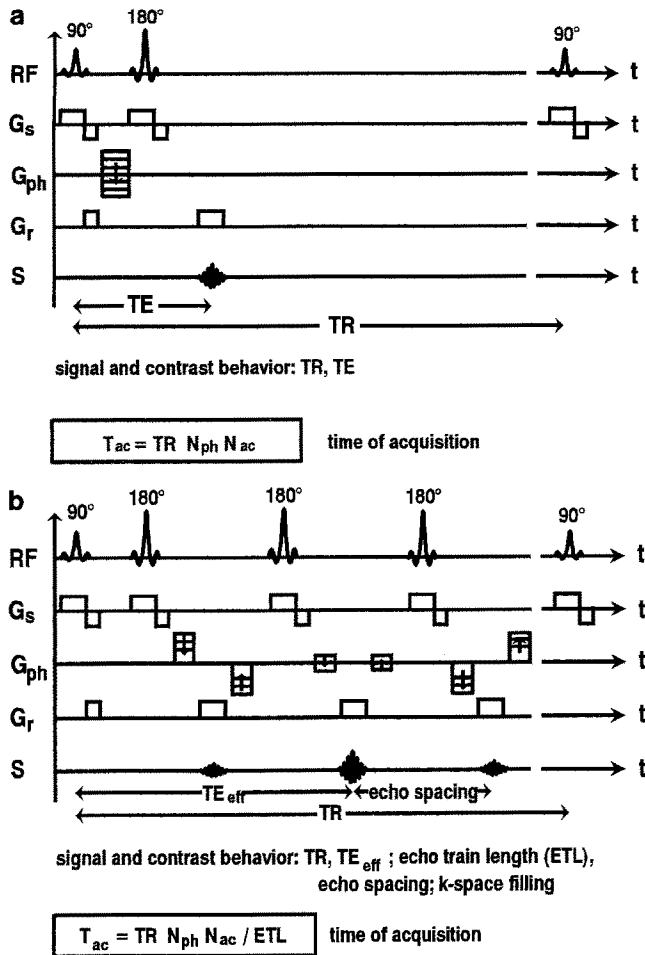 a
90° 180° 90°
RF t
Gs t
Gph t
Gr t
S t
TE
TR
signal and contrast behavior: TR, TE
Tac = TR Nph Nac time of acquisition
b
90° 180° 180° 180° 90°
RF t
Gs t
Gph t
Gr t
S t
TEeff echo spacing
TR
signal and contrast behavior: TR, TEeff ; echo train length (ETL),
echo spacing; k-space filling
Tac = TR Nph Nac / ETL time of acquisition